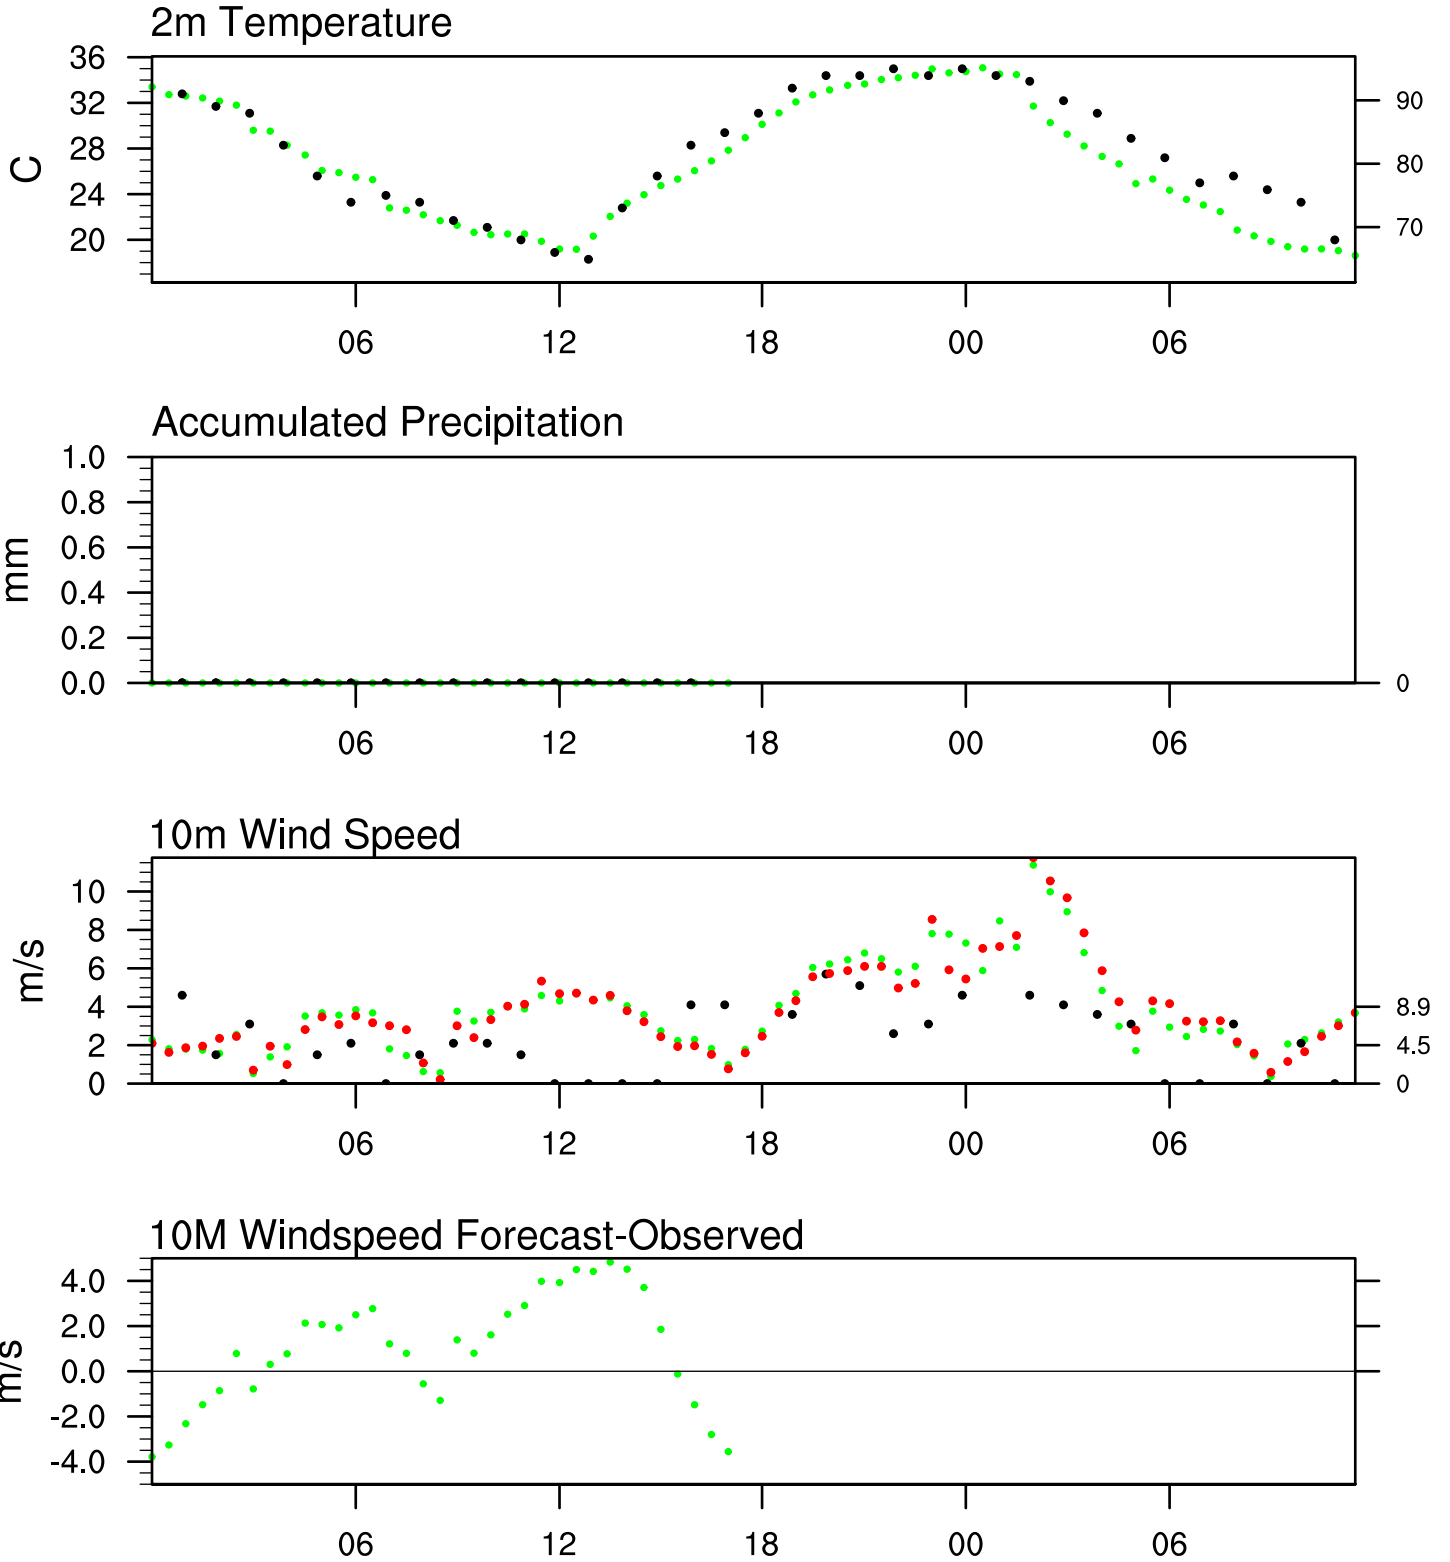 2m Temperature
36
32
28
24
20
C
90
80
70
06 12 18 00 06
Accumulated Precipitation
1.0
0.8
0.6
0.4
0.2
0.0
mm
0
06 12 18 00 06
10m Wind Speed
10
8
6
4
2
0
m/s
8.9
4.5
0
06 12 18 00 06
10M Windspeed Forecast-Observed
4.0
2.0
0.0
-2.0
-4.0
m/s
06 12 18 00 06